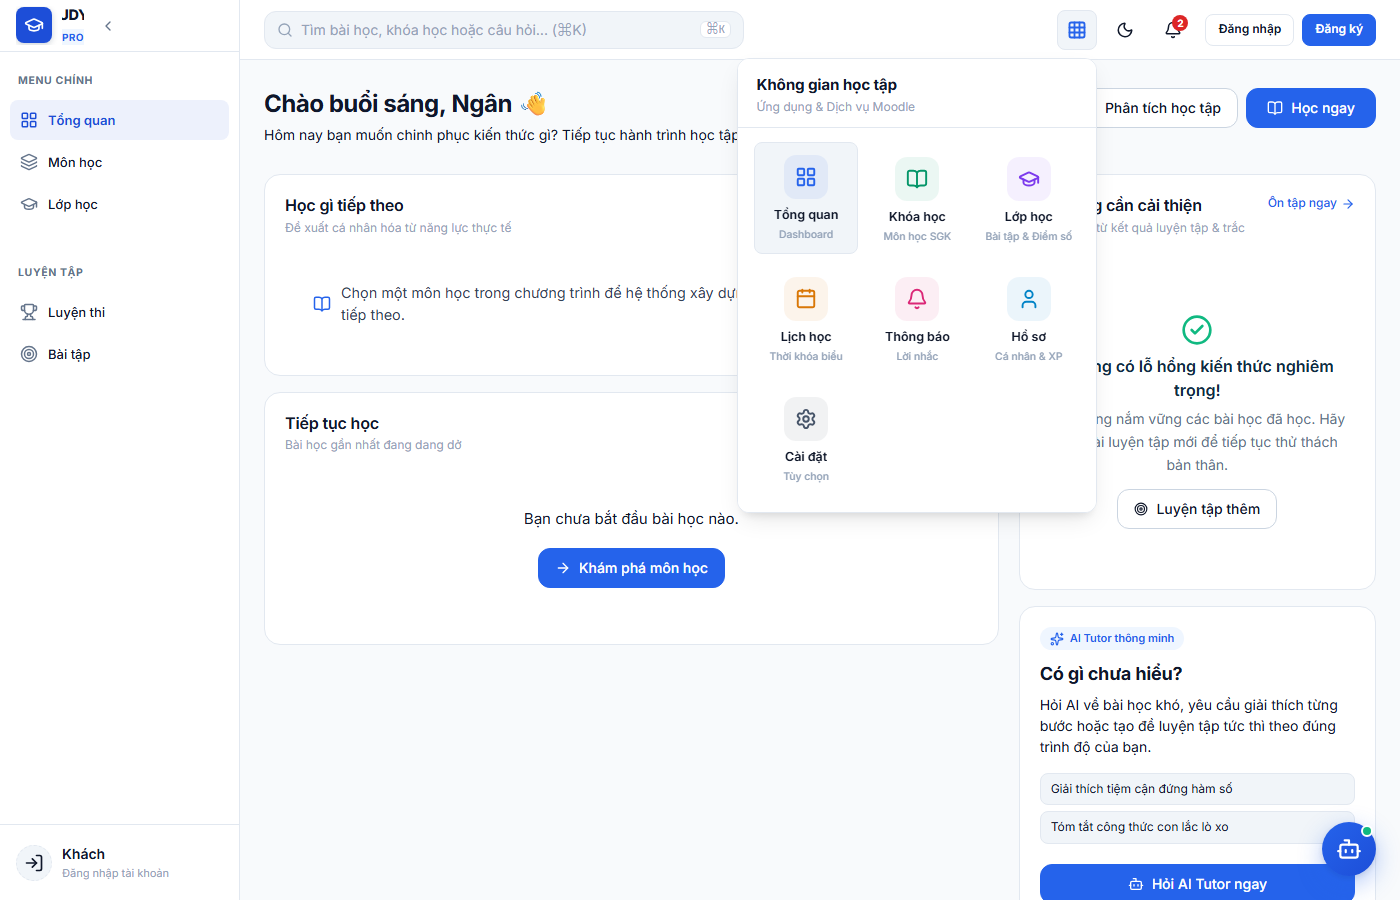 JDY
PRO
MENU CHÍNH
Tổng quan
Môn học
Lớp học
LUYỆN TẬP
Luyện thi
Bài tập
Khách
Đăng nhập tài khoản
Tìm bài học, khóa học hoặc câu hỏi... (⌘K)
⌘K
2
Đăng nhập
Đăng ký
Chào buổi sáng, Ngân 👋
Hôm nay bạn muốn chinh phục kiến thức gì? Tiếp tục hành trình học tập
Phân tích học tập
Học ngay
Không gian học tập
Ứng dụng & Dịch vụ Moodle
Tổng quan
Dashboard
Khóa học
Môn học SGK
Lớp học
Bài tập & Điểm số
Lịch học
Thời khóa biểu
Thông báo
Lời nhắc
Hồ sơ
Cá nhân & XP
Cài đặt
Tùy chọn
Học gì tiếp theo
Đề xuất cá nhân hóa từ năng lực thực tế
Chọn một môn học trong chương trình để hệ thống xây dựn
tiếp theo.
Tiếp tục học
Bài học gần nhất đang dang dở
Bạn chưa bắt đầu bài học nào.
Khám phá môn học
g cần cải thiện
Ôn tập ngay
từ kết quả luyện tập & trắc
ng có lỗ hổng kiến thức nghiêm
trọng!
ng nắm vững các bài học đã học. Hãy
ài luyện tập mới để tiếp tục thử thách
bản thân.
Luyện tập thêm
AI Tutor thông minh
Có gì chưa hiểu?
Hỏi AI về bài học khó, yêu cầu giải thích từng
bước hoặc tạo đề luyện tập tức thì theo đúng
trình độ của bạn.
Giải thích tiệm cận đứng hàm số
Tóm tắt công thức con lắc lò xo
Hỏi AI Tutor ngay